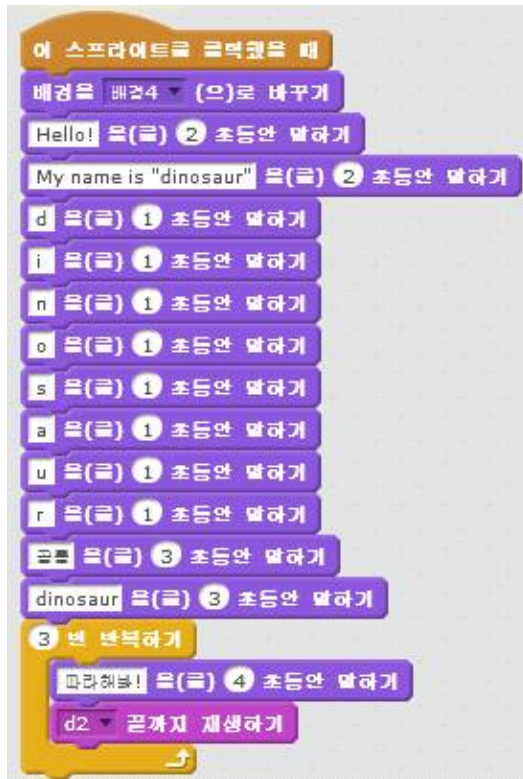 이 스프라이트를 클릭했을 때
배경을 배경4 (으)로 바꾸기
Hello! 을(를) 2 초동안 말하기
My name is "dinosaur" 을(를) 2 초동안 말하기
d 을(를) 1 초동안 말하기
i 을(를) 1 초동안 말하기
n 을(를) 1 초동안 말하기
o 을(를) 1 초동안 말하기
s 을(를) 1 초동안 말하기
a 을(를) 1 초동안 말하기
u 을(를) 1 초동안 말하기
r 을(를) 1 초동안 말하기
공룡 을(를) 3 초동안 말하기
dinosaur 을(를) 3 초동안 말하기
3 번 반복하기
따라해봐! 을(를) 4 초동안 말하기
d2 끝까지 재생하기